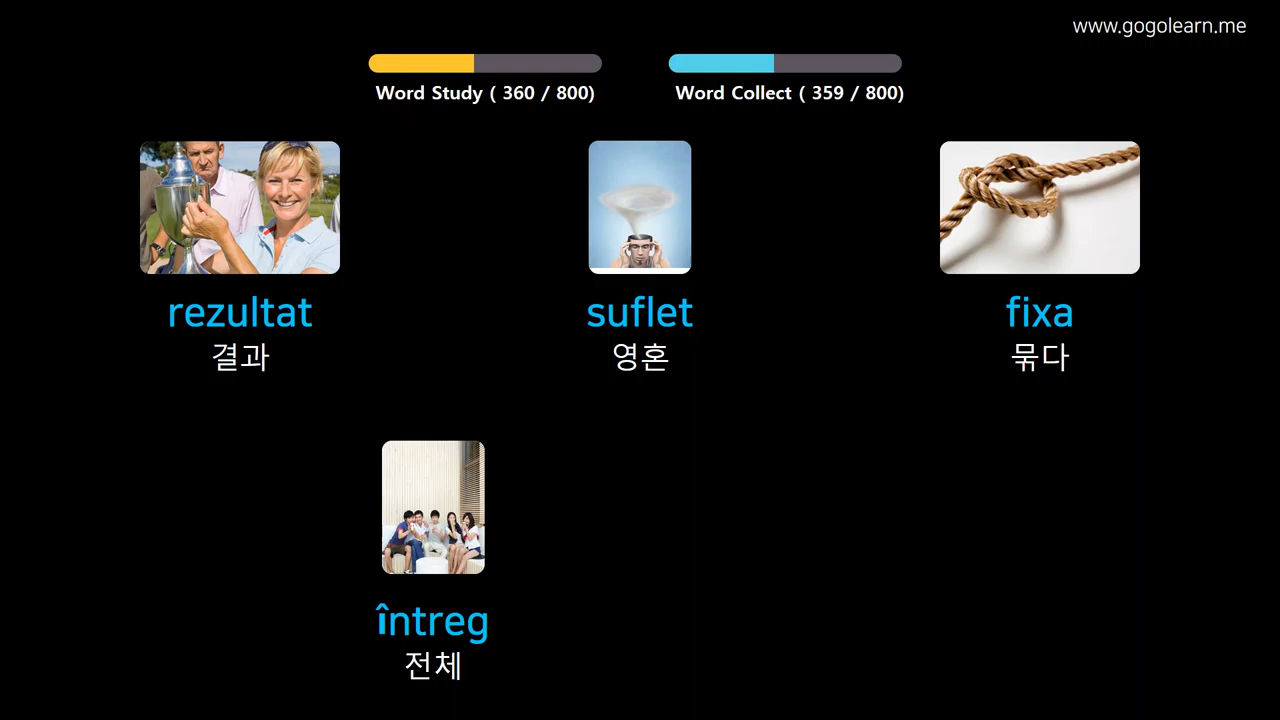 www.gogolearn.me
Word Study ( 360 / 800)
Word Collect ( 359 / 800)
rezultat
결과
suflet
영혼
fixa
묶다
întreg
전체